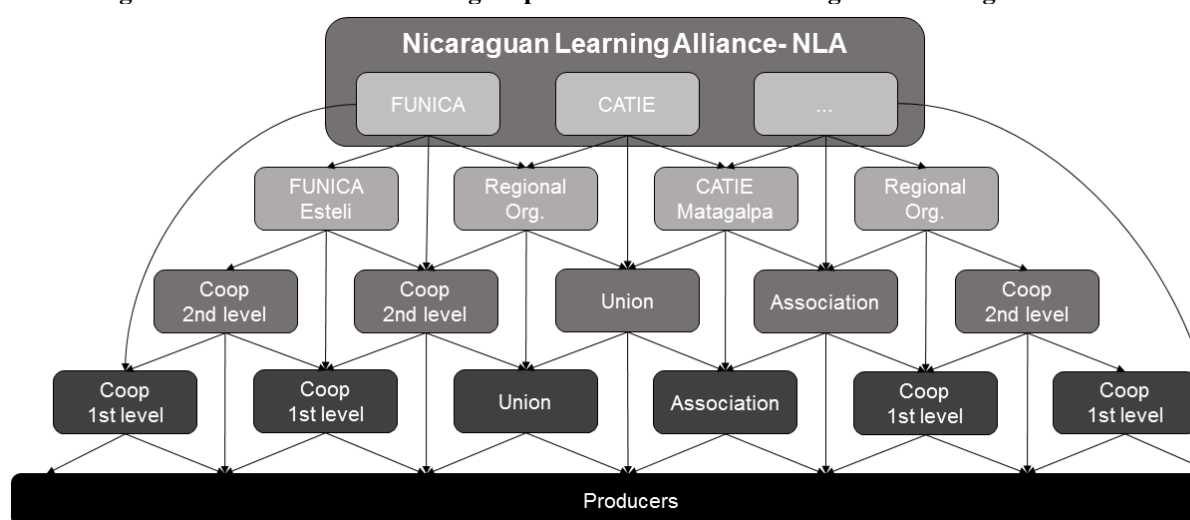 Nicaraguan Learning Alliance- NLA
FUNICA
CATIE
...
FUNICA
Esteli
Regional
Org.
CATIE
Matagalpa
Regional
Org.
Coop
2nd level
Coop
2nd level
Union
Association
Coop
2nd level
Coop
1st level
Coop
1st level
Union
Association
Coop
1st level
Coop
1st level
Producers